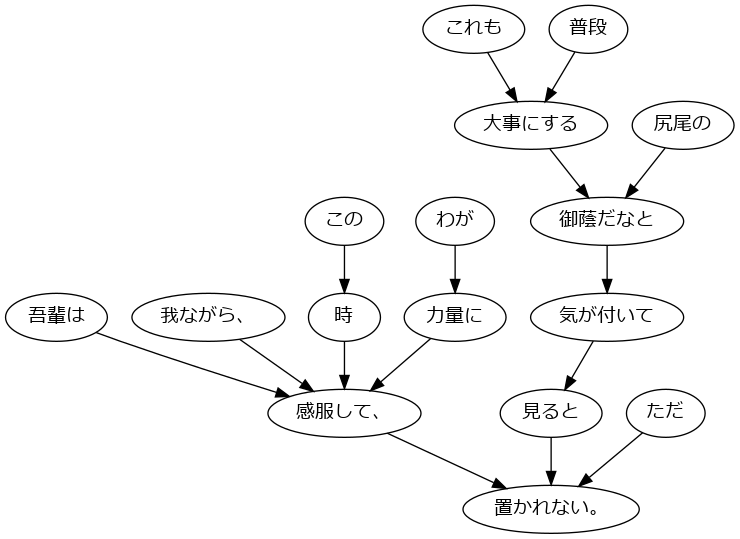 これも
普段
大事にする
尻尾の
この
わが
御蔭だなと
吾輩は
我ながら、
時
力量に
気が付いて
感服して、
見ると
ただ
置かれない。